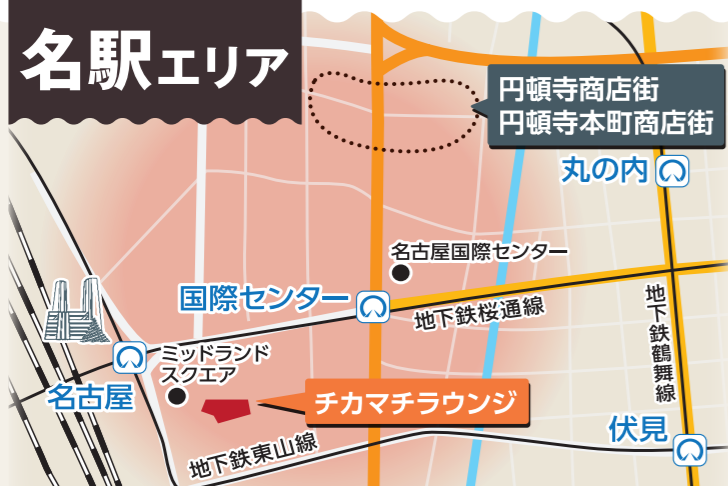 名駅エリア
円頓寺商店街
円頓寺本町商店街
丸の内
名古屋国際センター
国際センター
地下鉄桜通線
地下鉄鶴舞線
ミッドランド
スクエア
名古屋
チカマチラウンジ
伏見
地下鉄東山線